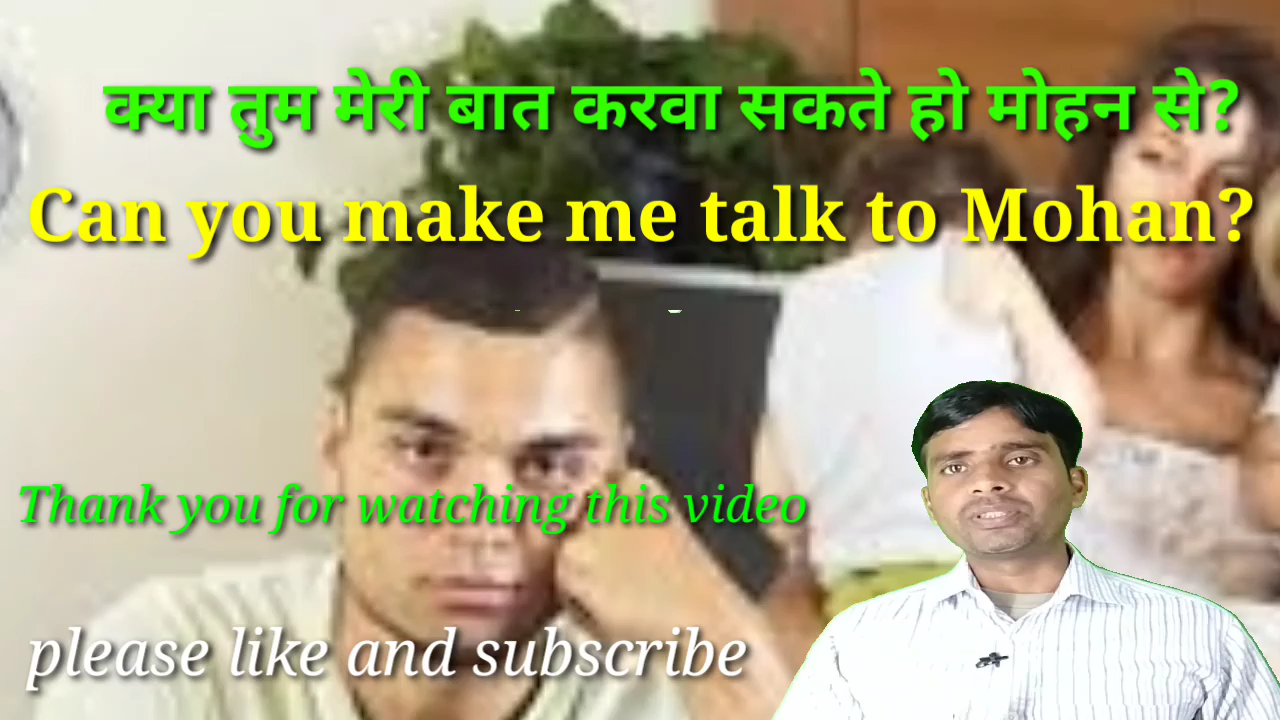 क्या तुम मेरी बात करवा सकते हो मोहन से?
Can you make me talk to Mohan?
Thank you for watching this video
please like and subscribe